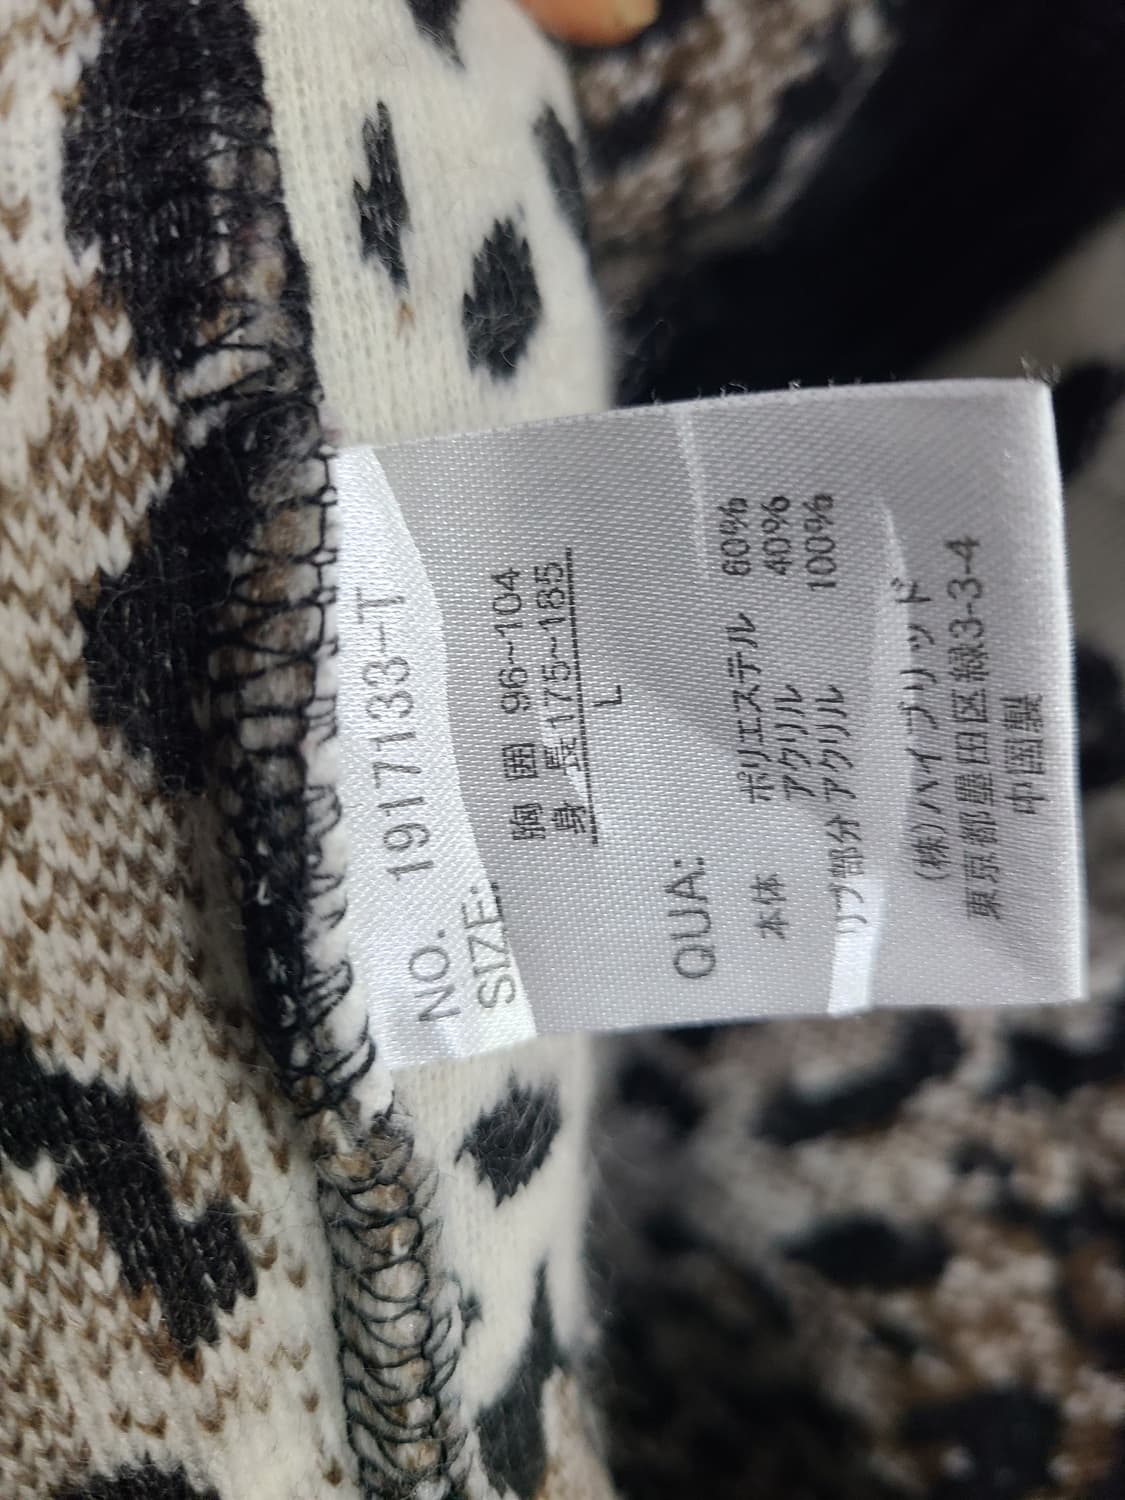 NO. 1917133-T
SIZE:
胸 囲 96~104
身 長 175~185
L
QUA:
本体 ポリエステル 60%
アクリル 40%
リブ部分 アクリル 100%
(株)ハイブリッド
東京都墨田区緑3-3-4
中国製